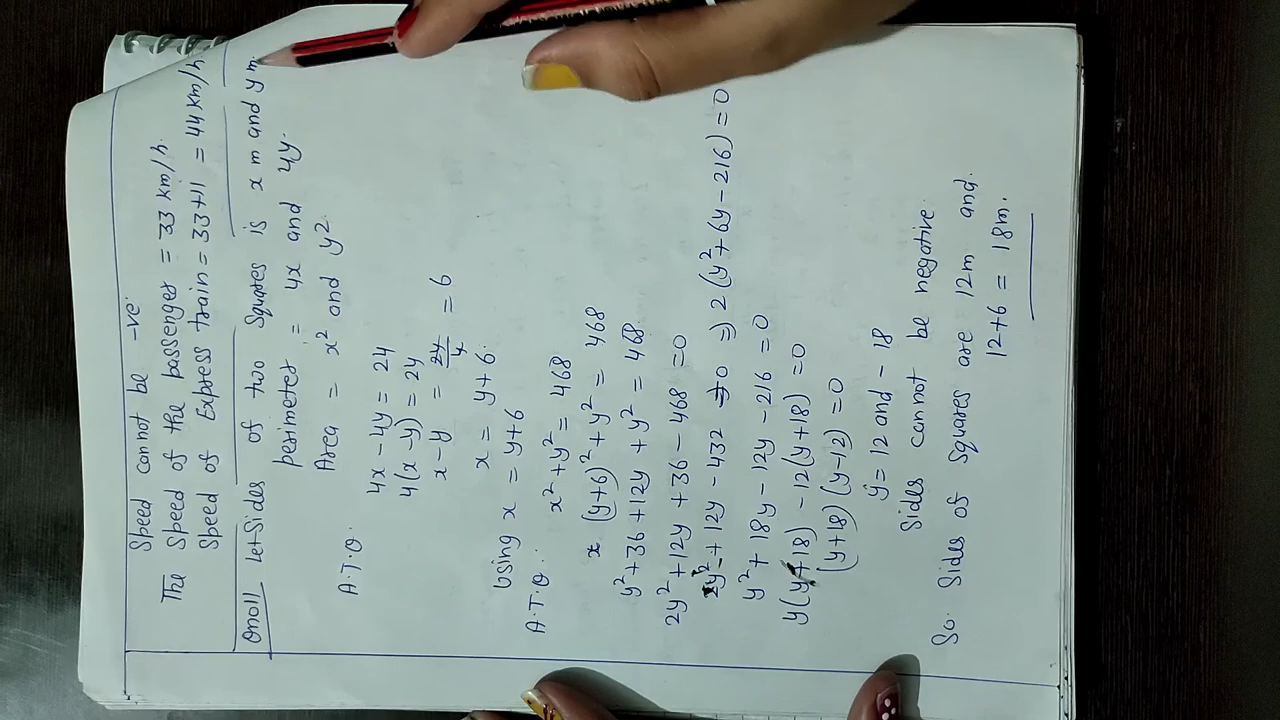 Speed cannot be -ve.
The Speed of the passenger = 33 km/h.
Speed of Express train = 33+11 = 44 km/h
Qno11 Let Sides of two Squares is x m and y m
perimeter = 4x and 4y.
Area = x² and y².
A.T.Q. 4x - 4y = 24
4(x - y) = 24
x - y = 24/4 = 6
x = y + 6.
Using x = y+6
A.T.Q. x² + y² = 468
x (y+6)² + y² = 468
y² + 36 + 12y + y² = 468.
2y² + 12y + 36 - 468 = 0
2y² + 12y - 432 = 0 => 2(y² + 6y - 216) = 0
y² + 18y - 12y - 216 = 0
y(y+18) - 12(y+18) = 0
(y+18)(y-12) = 0
y = 12 and - 18
Sides cannot be negative.
So. Sides of Squares are 12m and.
12+6 = 18m.